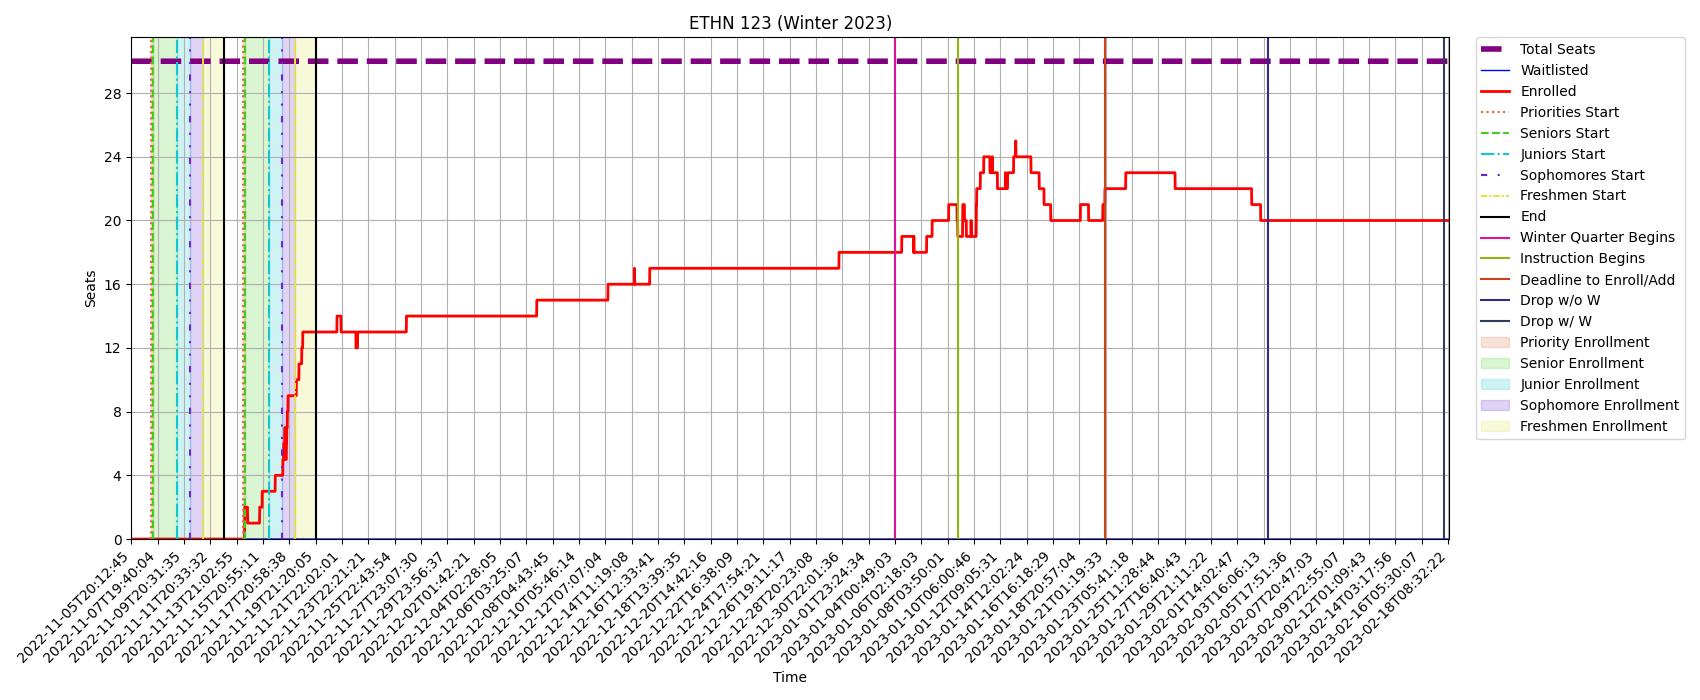 ETHN 123 (Winter 2023)
Seats
28
24
20
16
12
8
4
0
2022-11-05T20:12:45
2022-11-07T19:40:04
2022-11-09T20:31:35
2022-11-11T20:33:32
2022-11-13T21:02:55
2022-11-15T20:55:11
2022-11-17T20:58:38
2022-11-19T21:20:05
2022-11-21T22:02:01
2022-11-23T22:21:21
2022-11-25T22:43:54
2022-11-27T23:07:30
2022-11-29T23:56:37
2022-12-02T01:42:21
2022-12-04T02:28:05
2022-12-06T03:25:07
2022-12-08T04:43:45
2022-12-10T05:46:14
2022-12-12T07:07:04
2022-12-14T11:19:08
2022-12-16T12:33:41
2022-12-18T13:39:35
2022-12-20T14:42:16
2022-12-22T16:38:09
2022-12-24T17:54:21
2022-12-26T19:11:17
2022-12-28T20:23:08
2022-12-30T22:01:36
2023-01-01T23:24:34
2023-01-04T00:49:03
2023-01-06T02:18:03
2023-01-08T03:50:01
2023-01-10T06:00:46
2023-01-12T09:05:31
2023-01-14T12:02:24
2023-01-16T16:18:29
2023-01-18T20:57:04
2023-01-21T01:19:33
2023-01-23T05:41:18
2023-01-25T11:28:44
2023-01-27T16:40:43
2023-01-29T21:11:22
2023-02-01T14:02:47
2023-02-03T16:06:13
2023-02-05T17:51:36
2023-02-07T20:47:03
2023-02-09T22:55:07
2023-02-12T01:09:43
2023-02-14T03:17:56
2023-02-16T05:30:07
2023-02-18T08:32:22
Time
Total Seats
Waitlisted
Enrolled
Priorities Start
Seniors Start
Juniors Start
Sophomores Start
Freshmen Start
End
Winter Quarter Begins
Instruction Begins
Deadline to Enroll/Add
Drop w/o W
Drop w/ W
Priority Enrollment
Senior Enrollment
Junior Enrollment
Sophomore Enrollment
Freshmen Enrollment